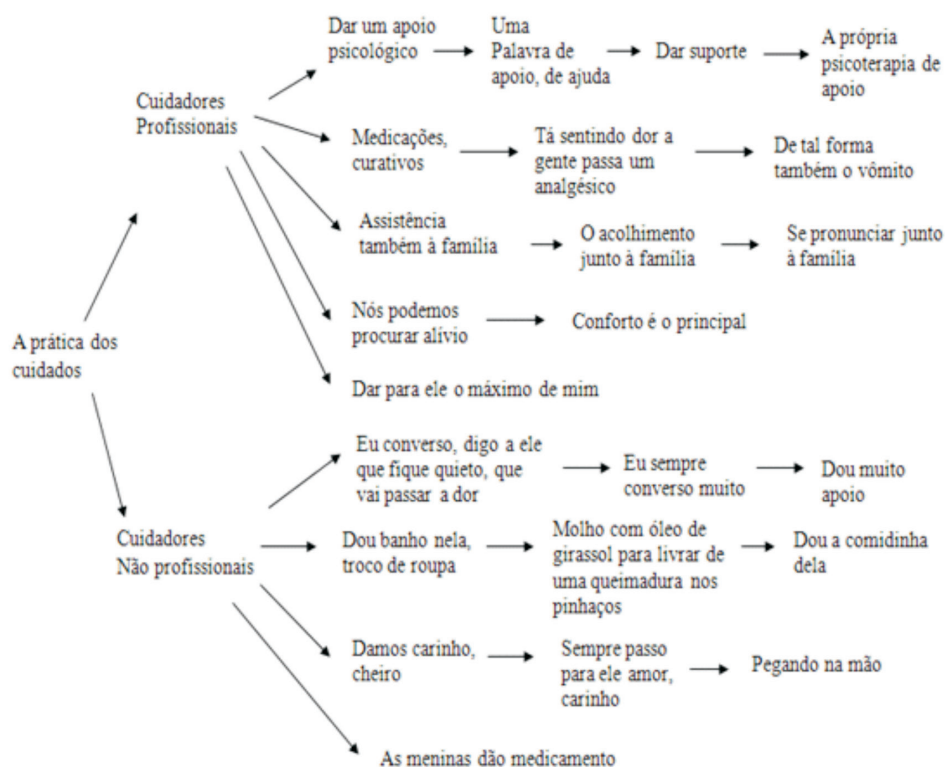 Dar um apoio
psicológico
Uma
Palavra de
apoio, de ajuda
Dar suporte
A própria
psicoterapia de
apoio
Cuidadores
Profissionais
Medicações,
curativos
Tá sentindo dor a
gente passa um
analgésico
De tal forma
também o vômito
Assistência
também à família
O acolhimento
junto à família
Se pronunciar junto
à família
Nós podemos
procurar alívio
Conforto é o principal
A prática dos
cuidados
Dar para ele o máximo de mim
Eu converso, digo a ele
que fique quieto, que
vai passar a dor
Eu sempre
converso muito
Dou muito
apoio
Cuidadores
Não profissionais
Dou banho nela,
troco de roupa
Molho com óleo de
girassol para livrar de
uma queimadura nos
pinhaços
Dou a comidinha
dela
Damos carinho,
cheiro
Sempre passo
para ele amor,
carinho
Pegando na mão
As meninas dão medicamento